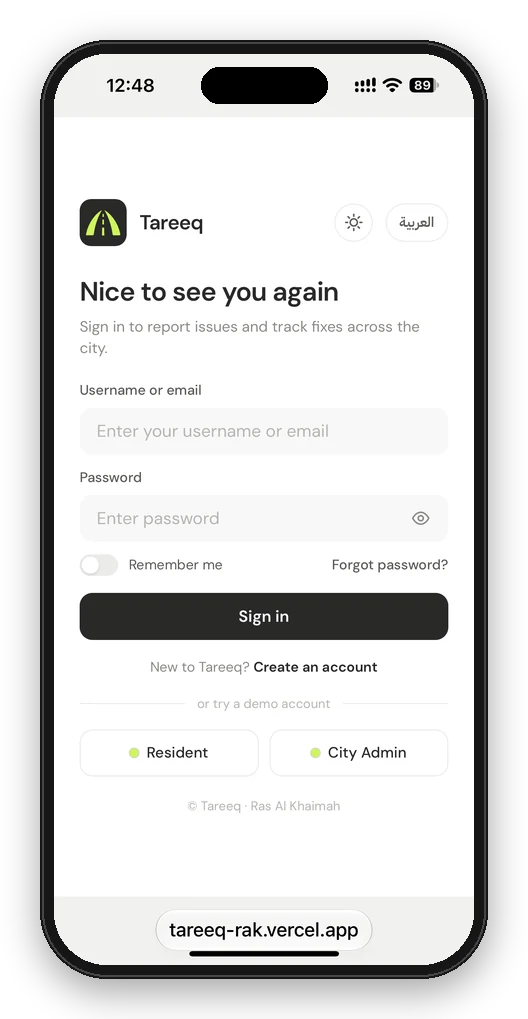 12:48
89
Tareeq
العربية
Nice to see you again
Sign in to report issues and track fixes across the
city.
Username or email
Enter your username or email
Password
Enter password
Remember me
Forgot password?
Sign in
New to Tareeq? Create an account
or try a demo account
Resident
City Admin
© Tareeq · Ras Al Khaimah
tareeq-rak.vercel.app